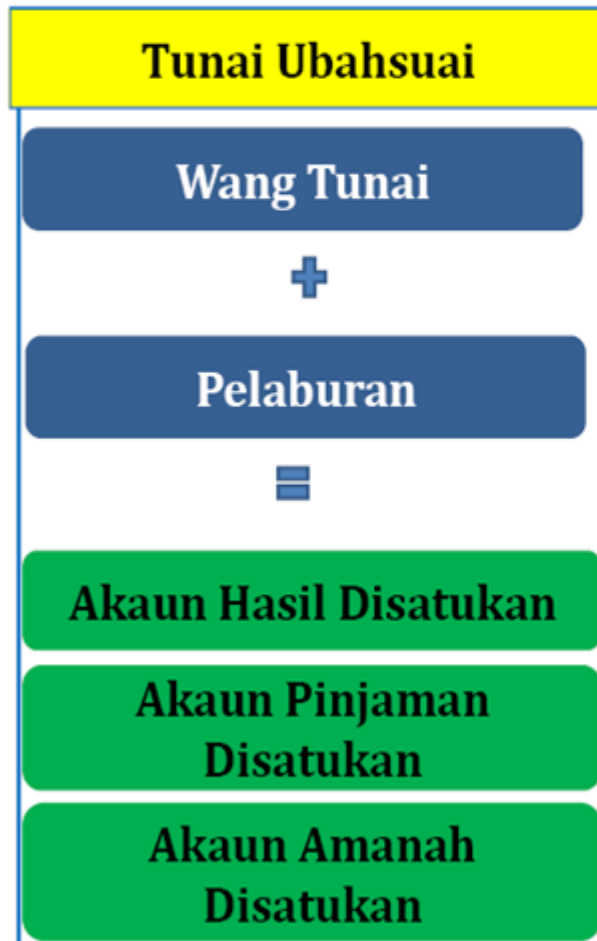 Tunai Ubahsuai
Wang Tunai
+
Pelaburan
=
Akaun Hasil Disatukan
Akaun Pinjaman
Disatukan
Akaun Amanah
Disatukan